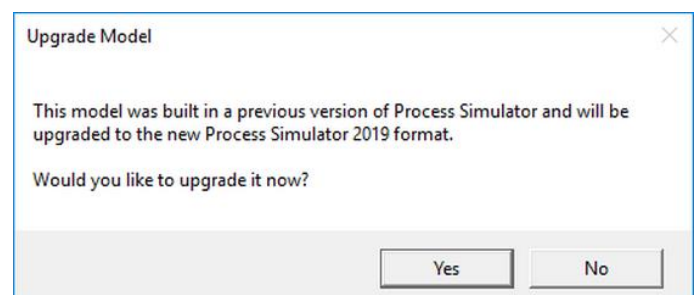 Upgrade Model
This model was built in a previous version of Process Simulator and will be
upgraded to the new Process Simulator 2019 format.
Would you like to upgrade it now?
Yes
No